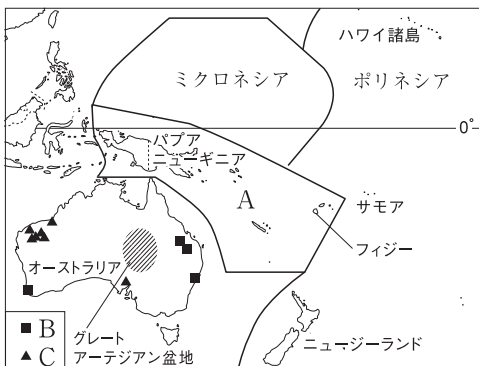 ハワイ諸島
ミクロネシア
ポリネシア
0°
パプア
ニューギニア
A
サモア
フィジー
オーストラリア
■ B
▲ C
グレート
アーテジアン盆地
ニュージーランド